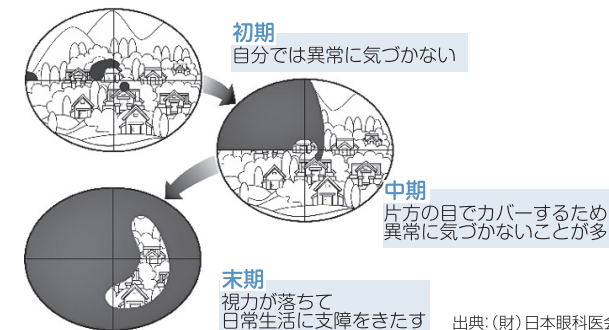 初期
自分では異常に気づかない
中期
片方の目でカバーするため
異常に気づかないことが多
末期
視力が落ちて
日常生活に支障をきたす
出典:(財)日本眼科医